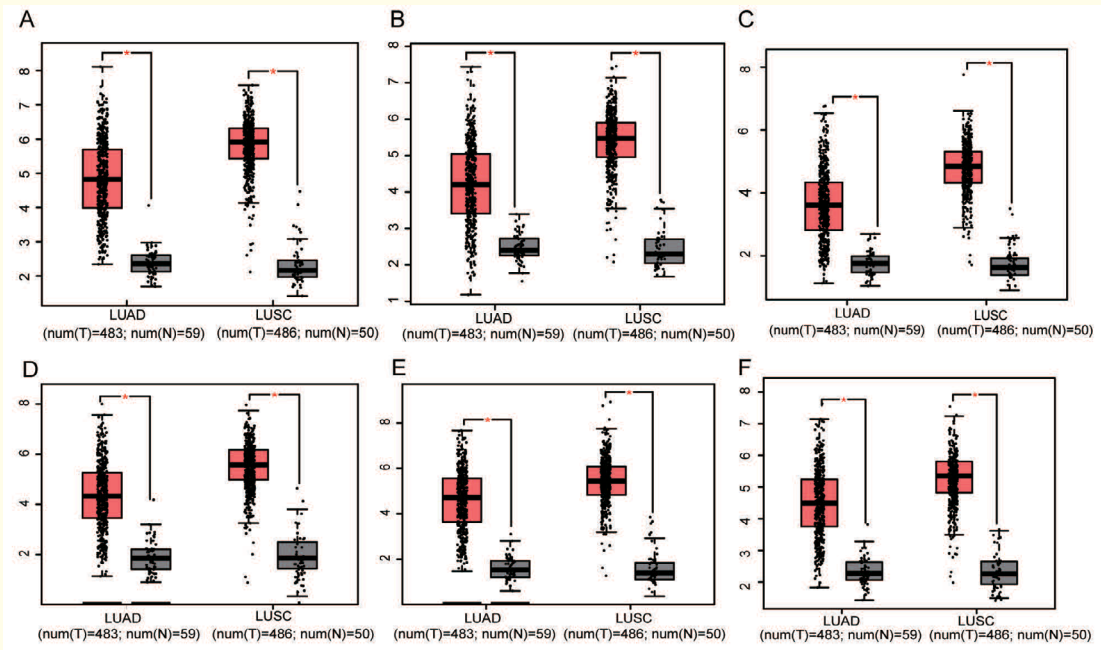 A
B
C
*
*
*
*
*
*
8
7
6
5
4
3
2
8
7
6
5
4
3
2
1
8
6
4
2
LUAD
LUSC
LUAD
LUSC
LUAD
LUSC
(num(T)=483; num(N)=59)
(num(T)=486; num(N)=50)
(num(T)=483; num(N)=59)
(num(T)=486; num(N)=50)
(num(T)=483; num(N)=59)
(num(T)=486; num(N)=50)
D
E
F
*
*
*
*
*
*
8
6
4
2
8
6
4
2
8
7
6
5
4
3
2
LUAD
LUSC
LUAD
LUSC
LUAD
LUSC
(num(T)=483; num(N)=59)
(num(T)=486; num(N)=50)
(num(T)=483; num(N)=59)
(num(T)=486; num(N)=50)
(num(T)=483; num(N)=59)
(num(T)=486; num(N)=50)